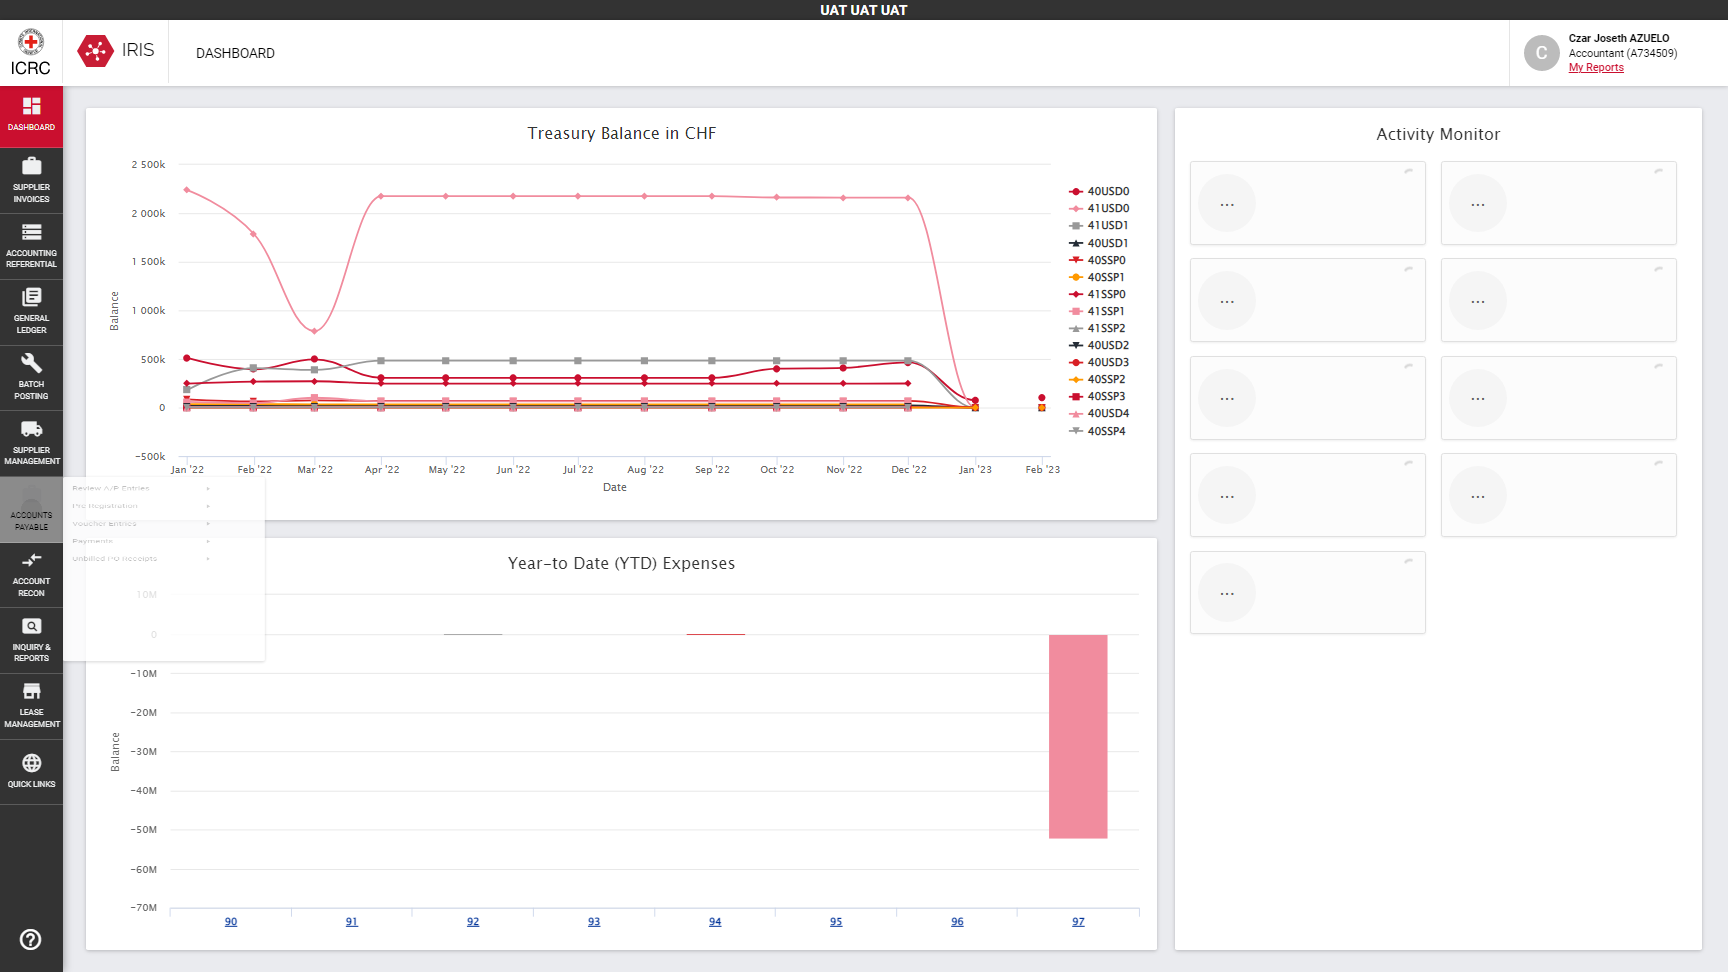 UAT UAT UAT
ICRC
IRIS
DASHBOARD
C
Czar Joseth AZUELO
Accountant (A734509)
My Reports
DASHBOARD
SUPPLIER
INVOICES
ACCOUNTING
REFERENTIAL
GENERAL
LEDGER
BATCH
POSTING
SUPPLIER
MANAGEMENT
ACCOUNTS
PAYABLE
ACCOUNT
RECON
INQUIRY &
REPORTS
LEASE
MANAGEMENT
QUICK LINKS
Review A/P Entries
Pre Registration
Voucher Entries
Payments
Unbilled PO Receipts
Treasury Balance in CHF
2 500k
2 000k
1 500k
1 000k
500k
0
-500k
Balance
Jan '22 Feb '22 Mar '22 Apr '22 May '22 Jun '22 Jul '22 Aug '22 Sep '22 Oct '22 Nov '22 Dec '22 Jan '23 Feb '23
Date
40USD0
41USD0
41USD1
40USD1
40SSP0
40SSP1
41SSP0
41SSP1
41SSP2
40USD2
40USD3
40SSP2
40SSP3
40USD4
40SSP4
Year-to Date (YTD) Expenses
10M
0
-10M
-20M
-30M
-40M
-50M
-60M
-70M
Balance
90 91 92 93 94 95 96 97
Activity Monitor
... ...
... ...
... ...
... ...
...